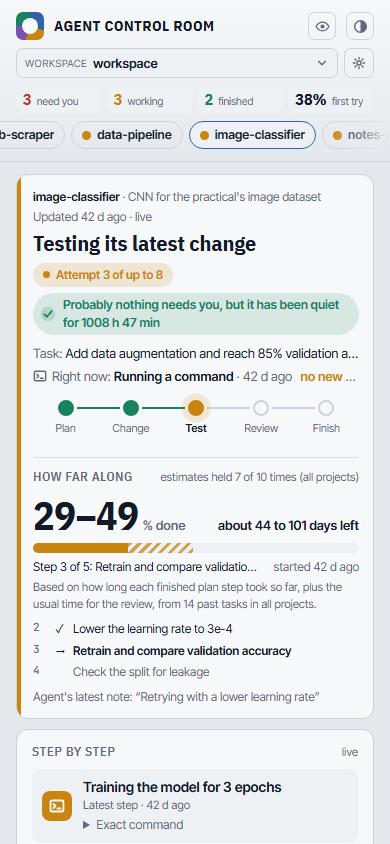 AGENT CONTROL ROOM
WORKSPACE workspace
3 need you 3 working 2 finished 38% first try
b-scraper data-pipeline image-classifier notes-
image-classifier · CNN for the practical's image dataset
Updated 42 d ago · live
Testing its latest change
Attempt 3 of up to 8
Probably nothing needs you, but it has been quiet
for 1008 h 47 min
Task: Add data augmentation and reach 85% validation a...
Right now: Running a command · 42 d ago no new ...
Plan Change Test Review Finish
HOW FAR ALONG estimates held 7 of 10 times (all projects)
29–49 % done about 44 to 101 days left
Step 3 of 5: Retrain and compare validatio... started 42 d ago
Based on how long each finished plan step took so far, plus the
usual time for the review, from 14 past tasks in all projects.
2 ✓ Lower the learning rate to 3e-4
3 → Retrain and compare validation accuracy
4 Check the split for leakage
Agent's latest note: “Retrying with a lower learning rate”
STEP BY STEP live
Training the model for 3 epochs
Latest step · 42 d ago
▶ Exact command